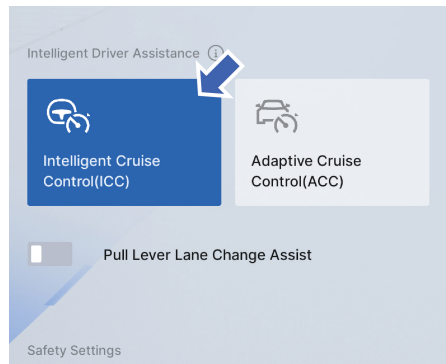 Intelligent Driver Assistance
Intelligent Cruise
Control(ICC)
Adaptive Cruise
Control(ACC)
Pull Lever Lane Change Assist
Safety Settings